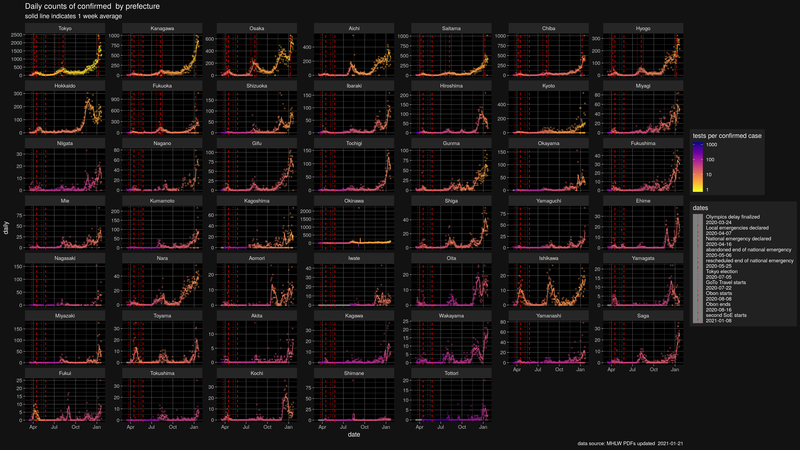 Daily counts of confirmed by prefecture
solid line indicates 1 week average
Tokyo Kanagawa Osaka Aichi Saitama Chiba Hyogo
Hokkaido Fukuoka Shizuoka Ibaraki Hiroshima Kyoto Miyagi
Niigata Nagano Gifu Tochigi Gunma Okayama Fukushima
Mie Kumamoto Kagoshima Okinawa Shiga Yamaguchi Ehime
Nagasaki Nara Aomori Iwate Oita Ishikawa Yamagata
Miyazaki Toyama Akita Kagawa Wakayama Yamanashi Saga
Fukui Tokushima Kochi Shimane Tottori
Apr Jul Oct Jan
daily
date
tests per confirmed case
1000
100
10
1
dates
Olympics delay finalized
2020-03-24
Local emergencies declared
2020-04-07
National emergency declared
2020-04-16
abandoned end of national emergency
2020-05-06
rescheduled end of national emergency
2020-05-25
Tokyo election
2020-07-05
GoTo Travel starts
2020-07-22
Obon starts
2020-08-08
Obon ends
2020-08-16
second SoE starts
2021-01-08
data source: MHLW PDFs updated 2021-01-21